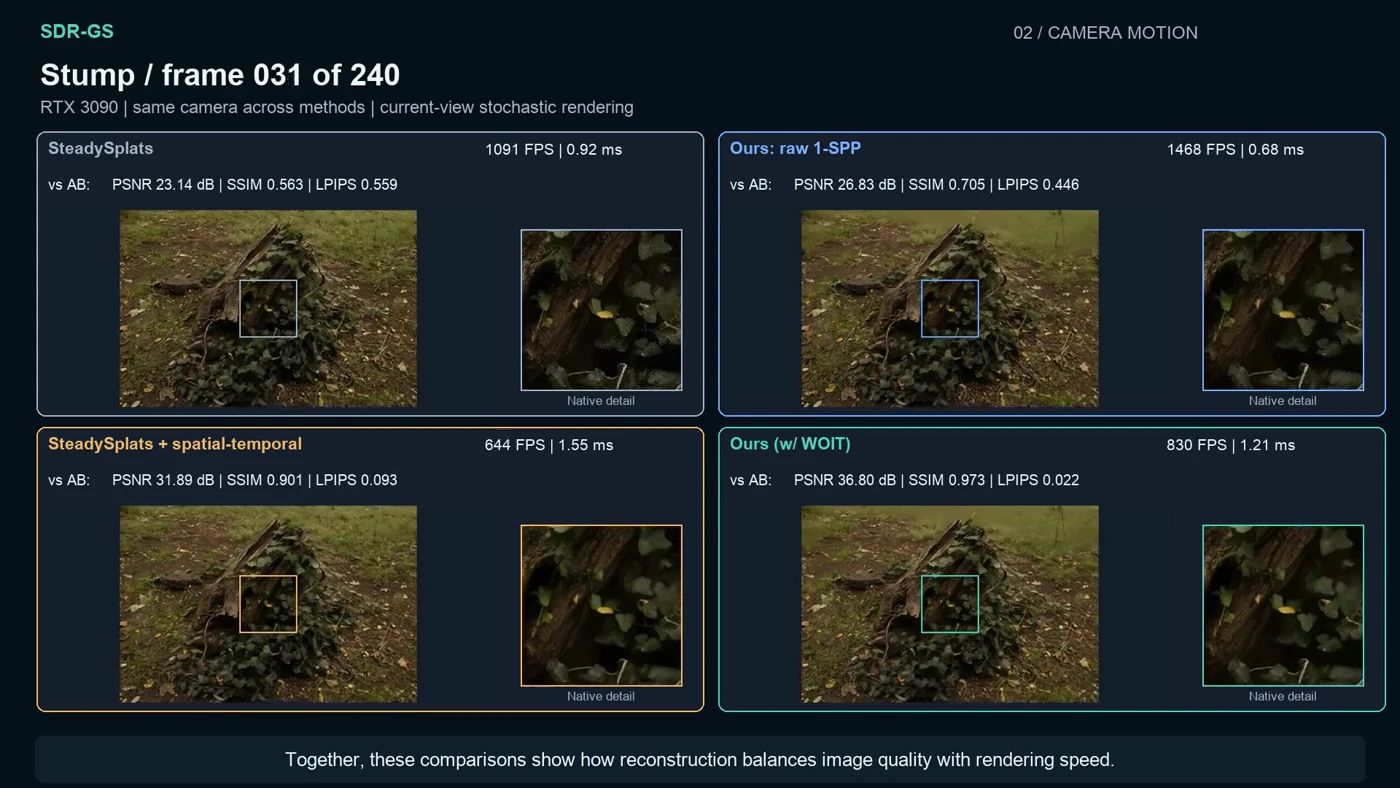 SDR-GS
02 / CAMERA MOTION
Stump / frame 031 of 240
RTX 3090 | same camera across methods | current-view stochastic rendering
SteadySplats
1091 FPS | 0.92 ms
vs AB: PSNR 23.14 dB | SSIM 0.563 | LPIPS 0.559
Native detail
Ours: raw 1-SPP
1468 FPS | 0.68 ms
vs AB: PSNR 26.83 dB | SSIM 0.705 | LPIPS 0.446
Native detail
SteadySplats + spatial-temporal
644 FPS | 1.55 ms
vs AB: PSNR 31.89 dB | SSIM 0.901 | LPIPS 0.093
Native detail
Ours (w/ WOIT)
830 FPS | 1.21 ms
vs AB: PSNR 36.80 dB | SSIM 0.973 | LPIPS 0.022
Native detail
Together, these comparisons show how reconstruction balances image quality with rendering speed.